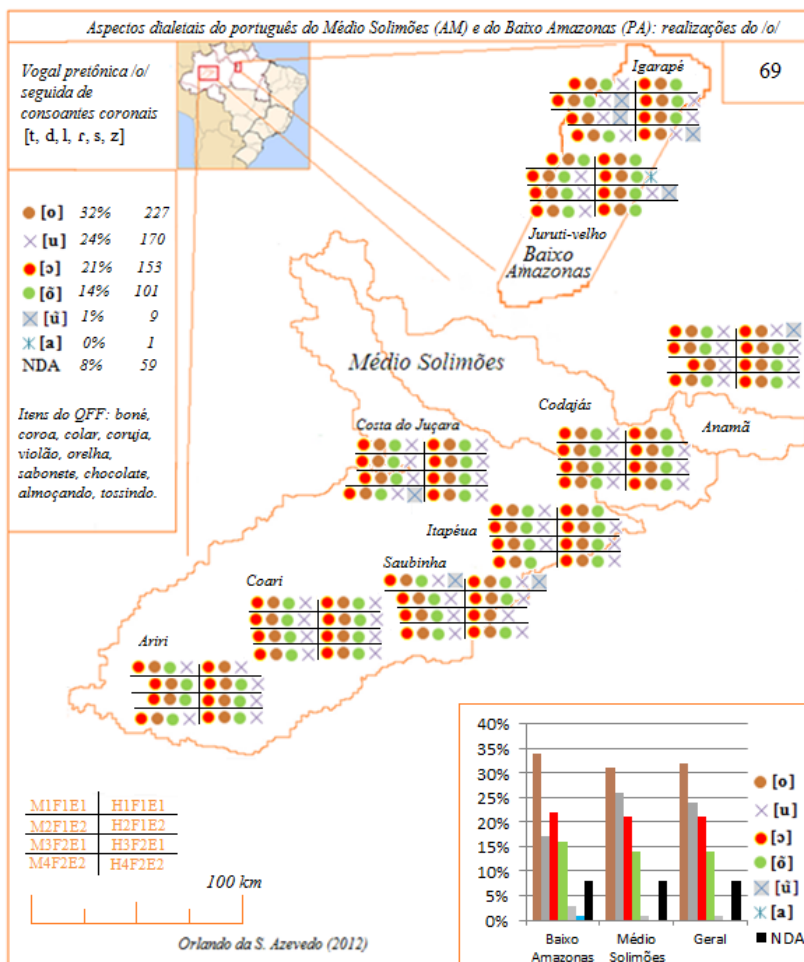 Aspectos dialetais do português do Médio Solimões (AM) e do Baixo Amazonas (PA): realizações do /o/
Vogal pretônica /o/
seguida de
consoantes coronais
[t, d, l, ɾ, s, z]
69
[o] 32% 227
[u] 24% 170
[ɔ] 21% 153
[õ] 14% 101
[ũ] 1% 9
[a] 0% 1
NDA 8% 59
Itens do QFF: boné,
coroa, colar, coruja,
violão, orelha,
sabonete, chocolate,
almoçando, tossindo.
Igarapé
Juruti-velho
Baixo
Amazonas
Médio Solimões
Codajás
Anamã
Costa do Juçara
Itapéua
Saubinha
Coari
Ariri
M1F1E1 H1F1E1
M2F1E2 H2F1E2
M3F2E1 H3F2E1
M4F2E2 H4F2E2
100 km
Orlando da S. Azevedo (2012)
40%
35%
30%
25%
20%
15%
10%
5%
0%
Baixo
Amazonas
Médio
Solimões
Geral
[o]
[u]
[ɔ]
[õ]
[ũ]
[a]
NDA